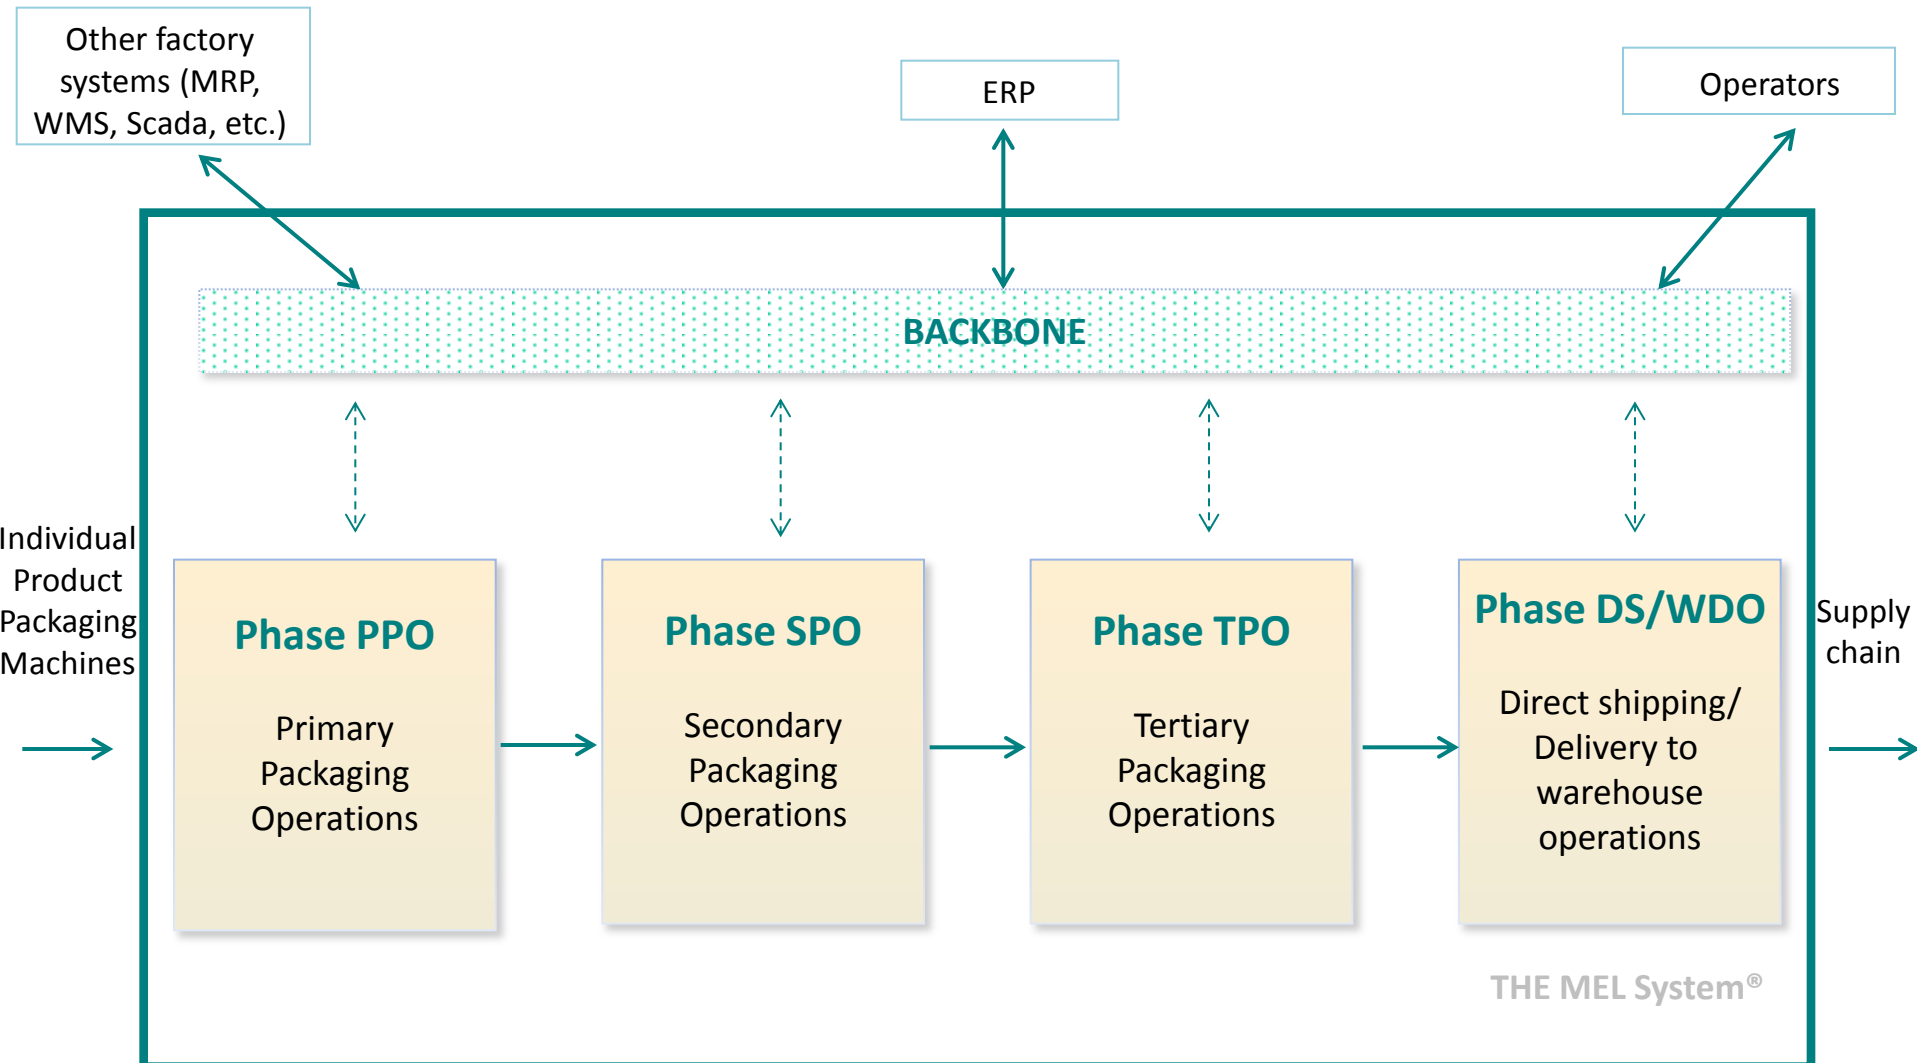 Other factory
systems (MRP,
WMS, Scada, etc.)
ERP
Operators
BACKBONE
Individual
Product
Packaging
Machines
Phase PPO
Primary
Packaging
Operations
Phase SPO
Secondary
Packaging
Operations
Phase TPO
Tertiary
Packaging
Operations
Phase DS/WDO
Direct shipping/
Delivery to
warehouse
operations
Supply
chain
THE MEL System®